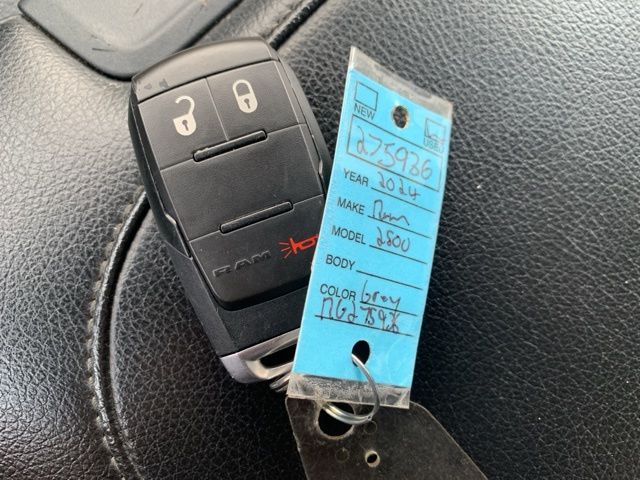 RAM
NEW
USED
275936
YEAR 2024
MAKE Ram
MODEL 2500
BODY
COLOR Grey